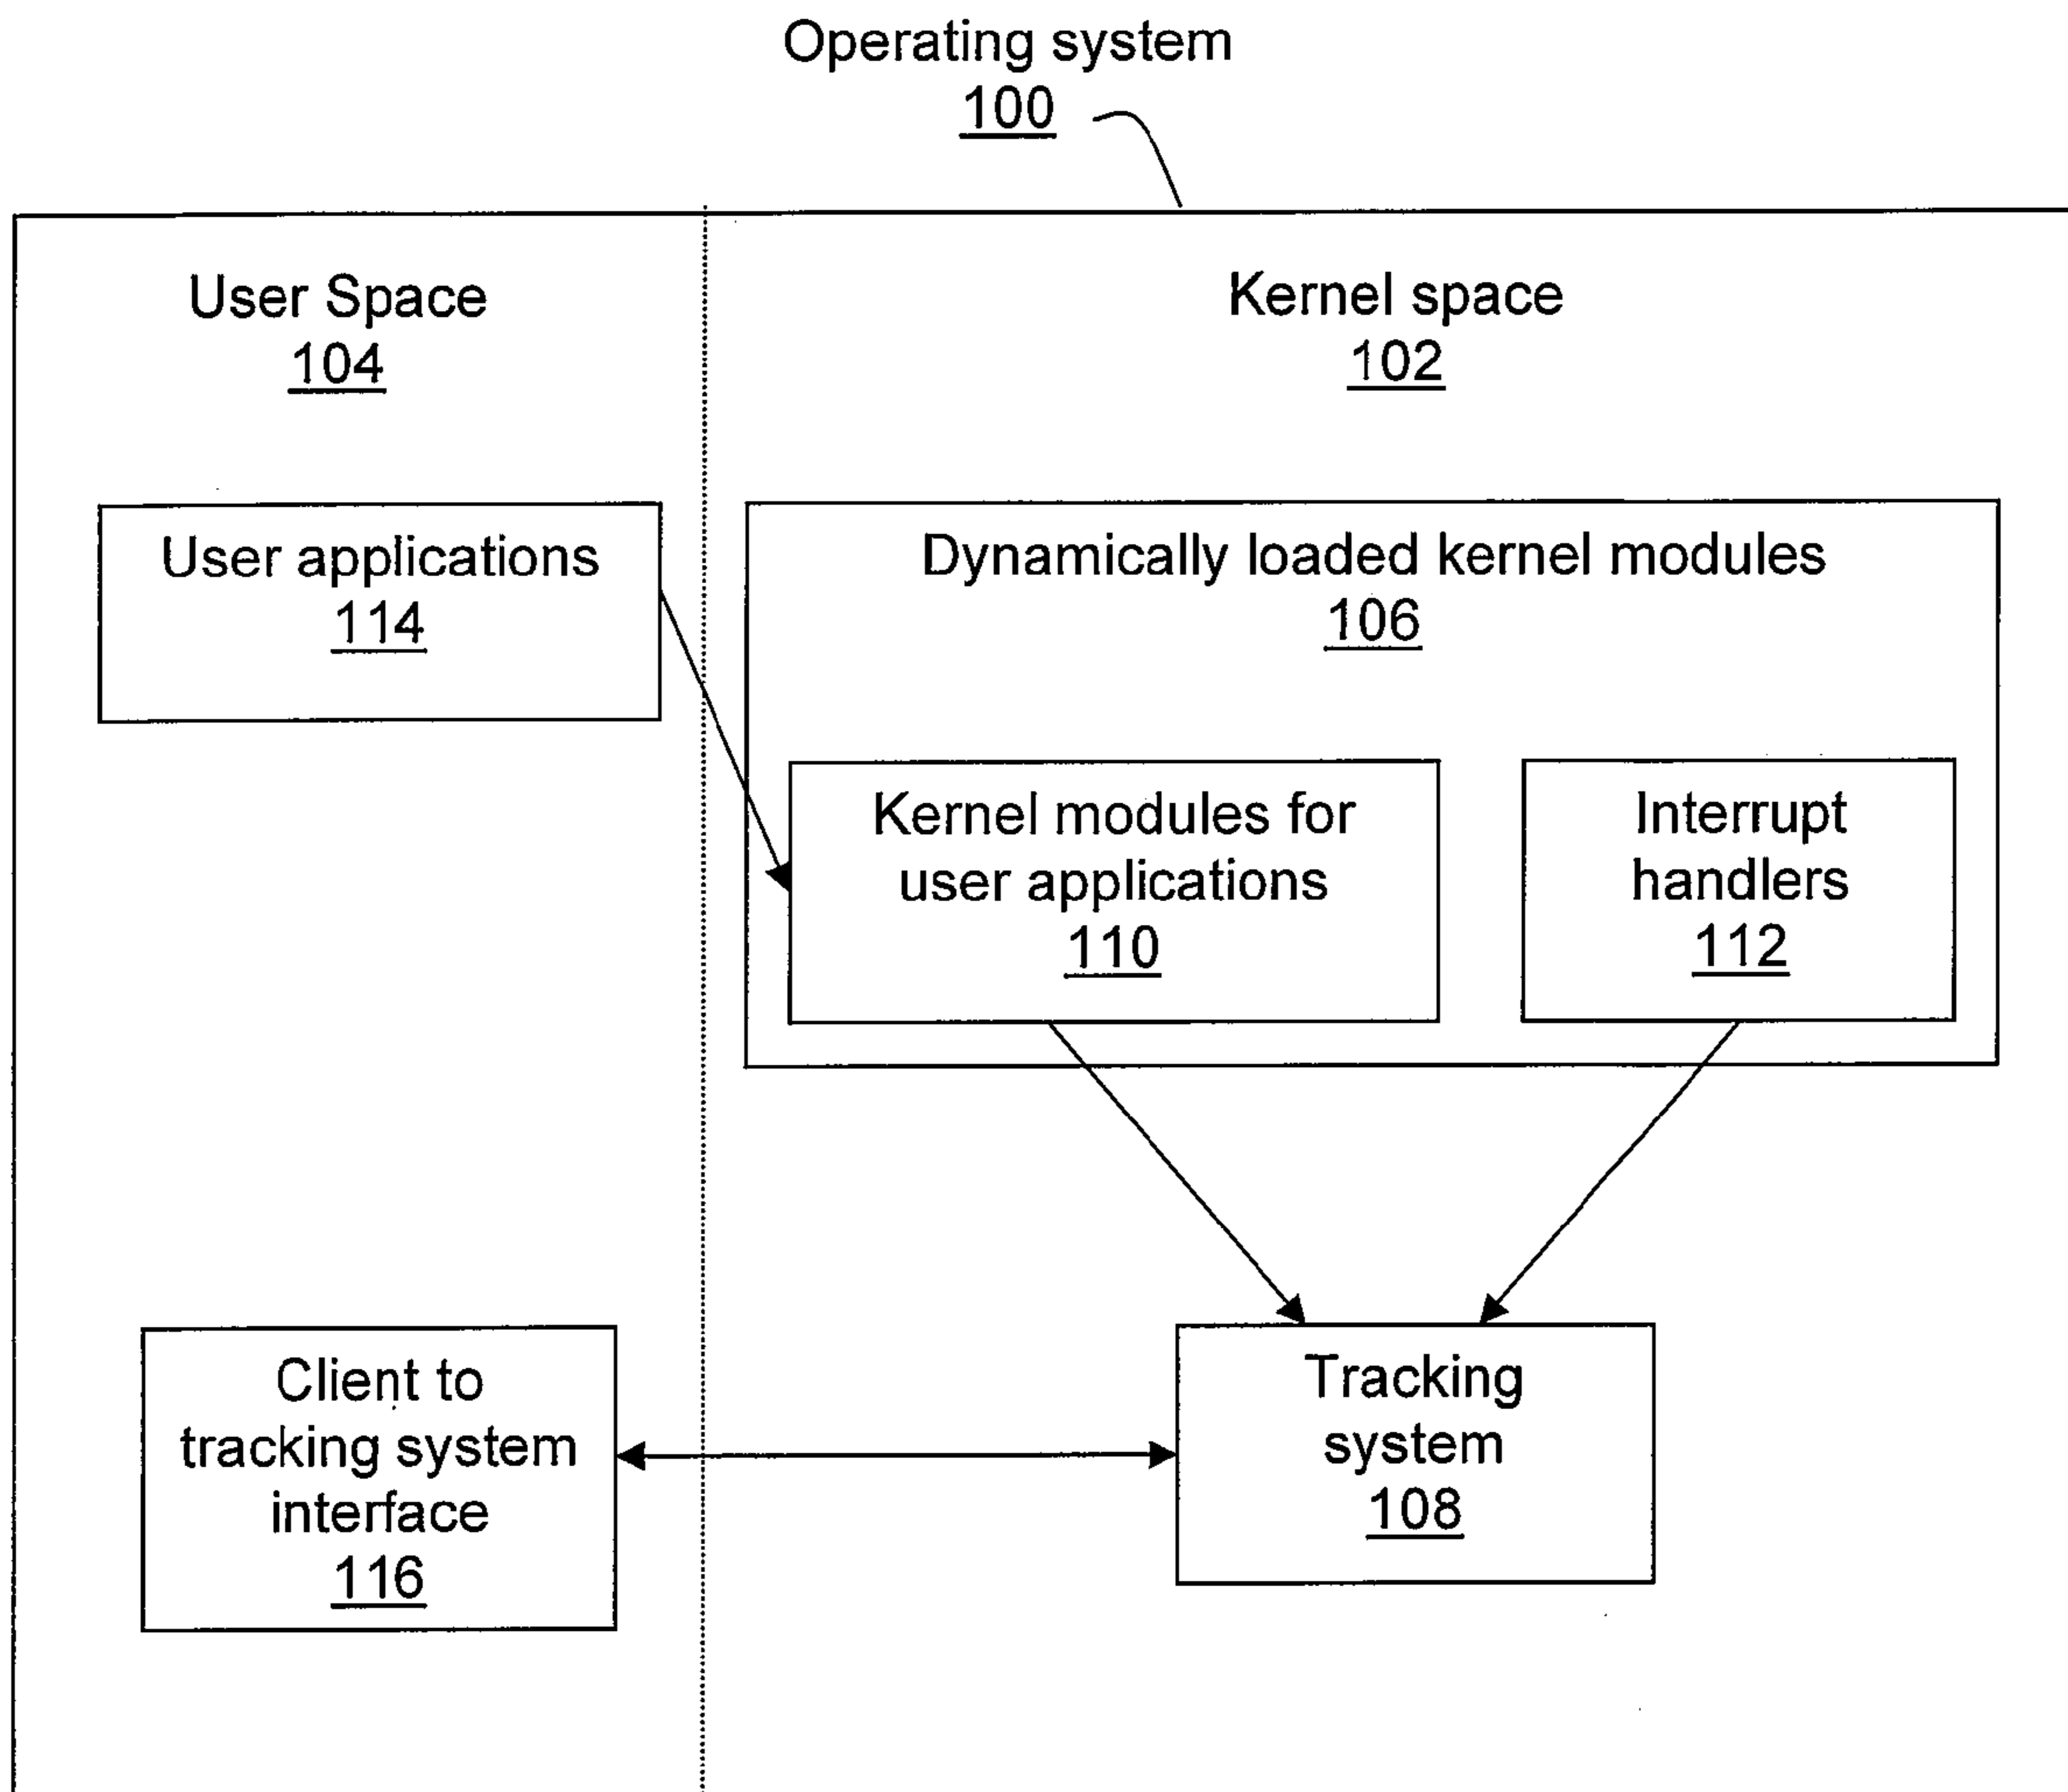 Operating system
100
User Space
104
Kernel space
102
User applications
114
Dynamically loaded kernel modules
106
Kernel modules for
user applications
110
Interrupt
handlers
112
Client to
tracking system
interface
116
Tracking
system
108